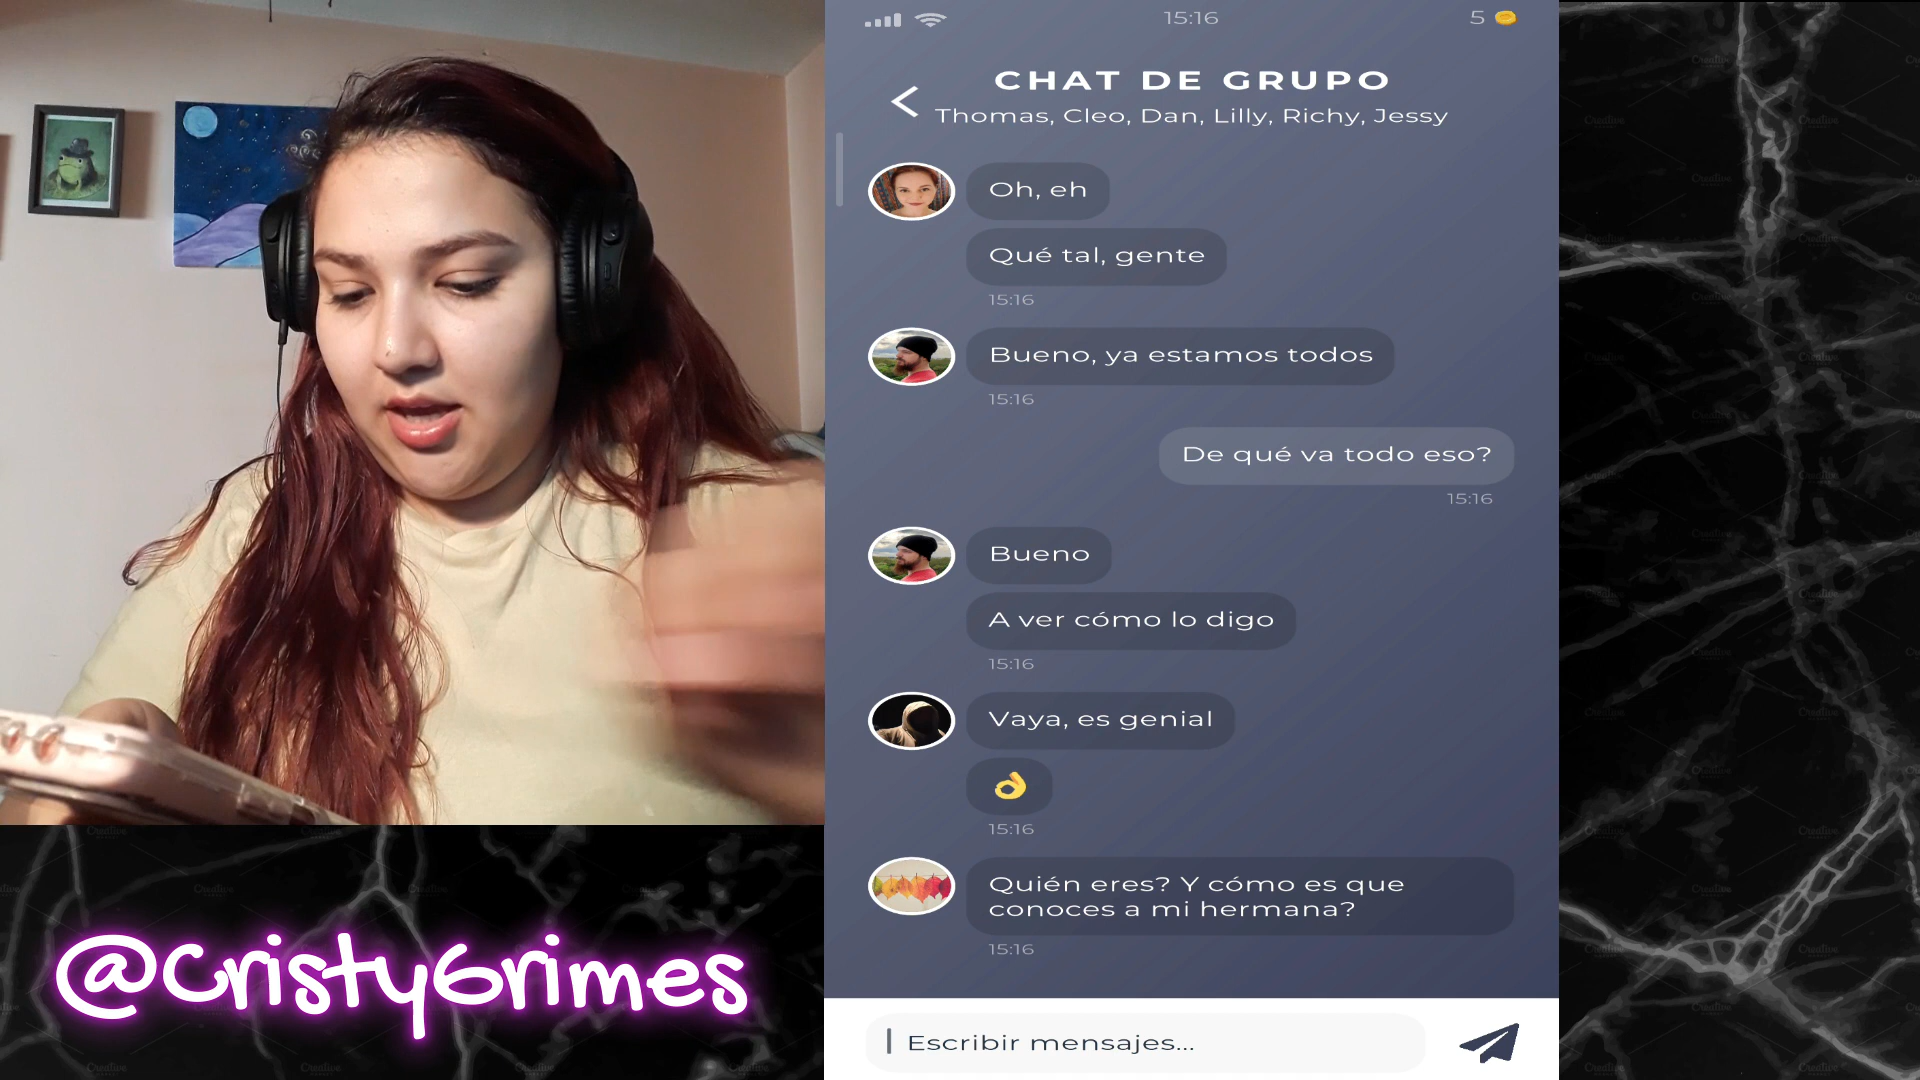 15:16
5
CHAT DE GRUPO
Thomas, Cleo, Dan, Lilly, Richy, Jessy
Oh, eh
Qué tal, gente
15:16
Bueno, ya estamos todos
15:16
De qué va todo eso?
15:16
Bueno
A ver cómo lo digo
15:16
Vaya, es genial
👌
15:16
Quién eres? Y cómo es que
conoces a mi hermana?
15:16
Escribir mensajes...
@CristyGrimes